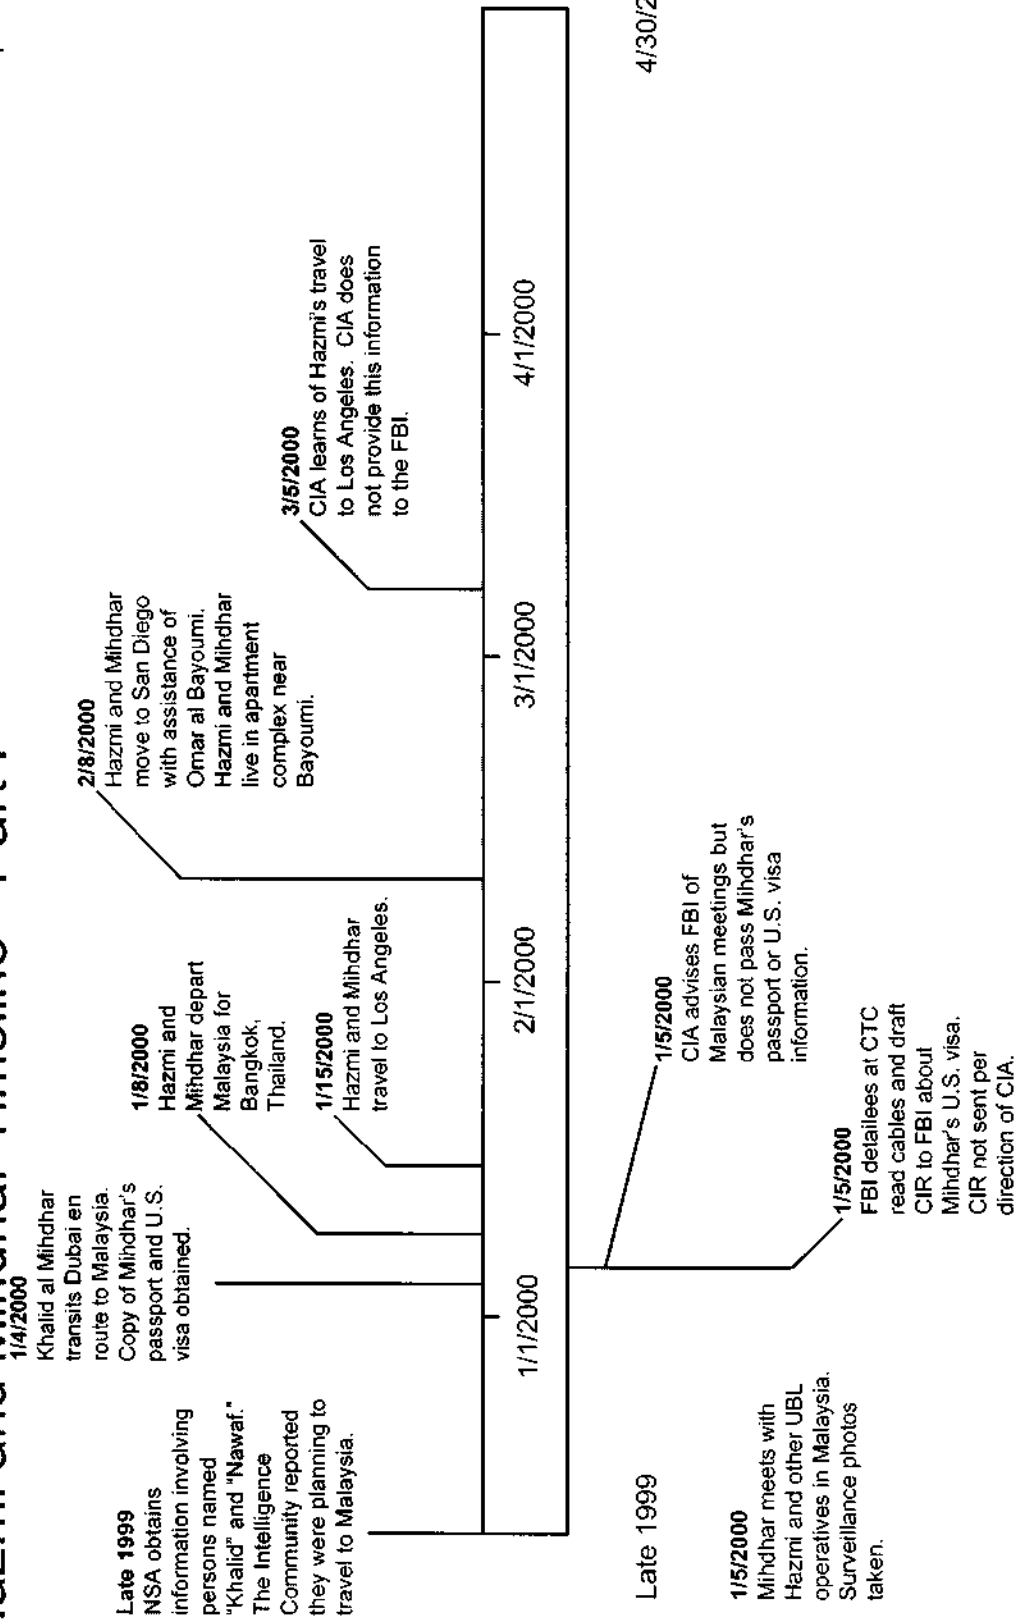 Late 1999
NSA obtains
information involving
persons named
"Khalid" and "Nawaf."
The Intelligence
Community reported
they were planning to
travel to Malaysia.
1/4/2000
Khalid al Mihdhar
transits Dubai en
route to Malaysia.
Copy of Mihdhar's
passport and U.S.
visa obtained.
1/8/2000
Hazmi and
Mihdhar depart
Malaysia for
Bangkok,
Thailand.
1/15/2000
Hazmi and Mihdhar
travel to Los Angeles.
2/8/2000
Hazmi and Mihdhar
move to San Diego
with assistance of
Omar al Bayoumi.
Hazmi and Mihdhar
live in apartment
complex near
Bayoumi.
3/5/2000
CIA learns of Hazmi's travel
to Los Angeles. CIA does
not provide this information
to the FBI.
1/1/2000
2/1/2000
3/1/2000
4/1/2000
Late 1999
4/30/2
1/5/2000
Mihdhar meets with
Hazmi and other UBL
operatives in Malaysia.
Surveillance photos
taken.
1/5/2000
FBI detailees at CTC
read cables and draft
CIR to FBI about
Mihdhar's U.S. visa.
CIR not sent per
direction of CIA.
1/5/2000
CIA advises FBI of
Malaysian meetings but
does not pass Mihdhar's
passport or U.S. visa
information.